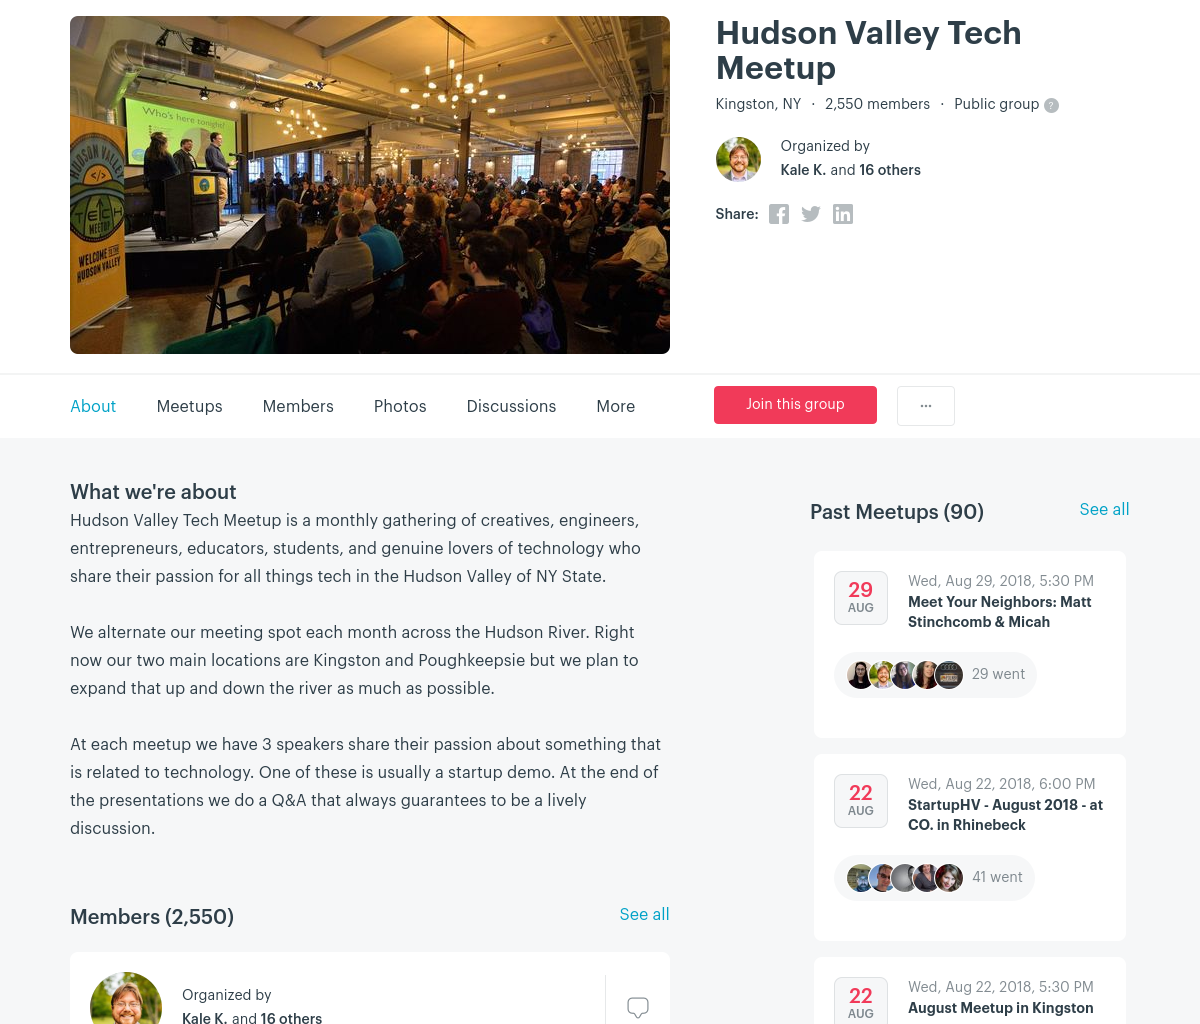 Who's here tonight?
HUDSON VALLEY
</>
TECH
MEETUP
WELCOME TO THE
HUDSON VALLEY
Hudson Valley Tech
Meetup
Kingston, NY · 2,550 members · Public group ?
Organized by
Kale K. and 16 others
Share:
About Meetups Members Photos Discussions More
Join this group
...
What we're about
Hudson Valley Tech Meetup is a monthly gathering of creatives, engineers,
entrepreneurs, educators, students, and genuine lovers of technology who
share their passion for all things tech in the Hudson Valley of NY State.
We alternate our meeting spot each month across the Hudson River. Right
now our two main locations are Kingston and Poughkeepsie but we plan to
expand that up and down the river as much as possible.
At each meetup we have 3 speakers share their passion about something that
is related to technology. One of these is usually a startup demo. At the end of
the presentations we do a Q&A that always guarantees to be a lively
discussion.
Members (2,550)
See all
Organized by
Kale K. and 16 others
Past Meetups (90)
See all
29
AUG
Wed, Aug 29, 2018, 5:30 PM
Meet Your Neighbors: Matt
Stinchcomb & Micah
29 went
22
AUG
Wed, Aug 22, 2018, 6:00 PM
StartupHV - August 2018 - at
CO. in Rhinebeck
41 went
22
AUG
Wed, Aug 22, 2018, 5:30 PM
August Meetup in Kingston